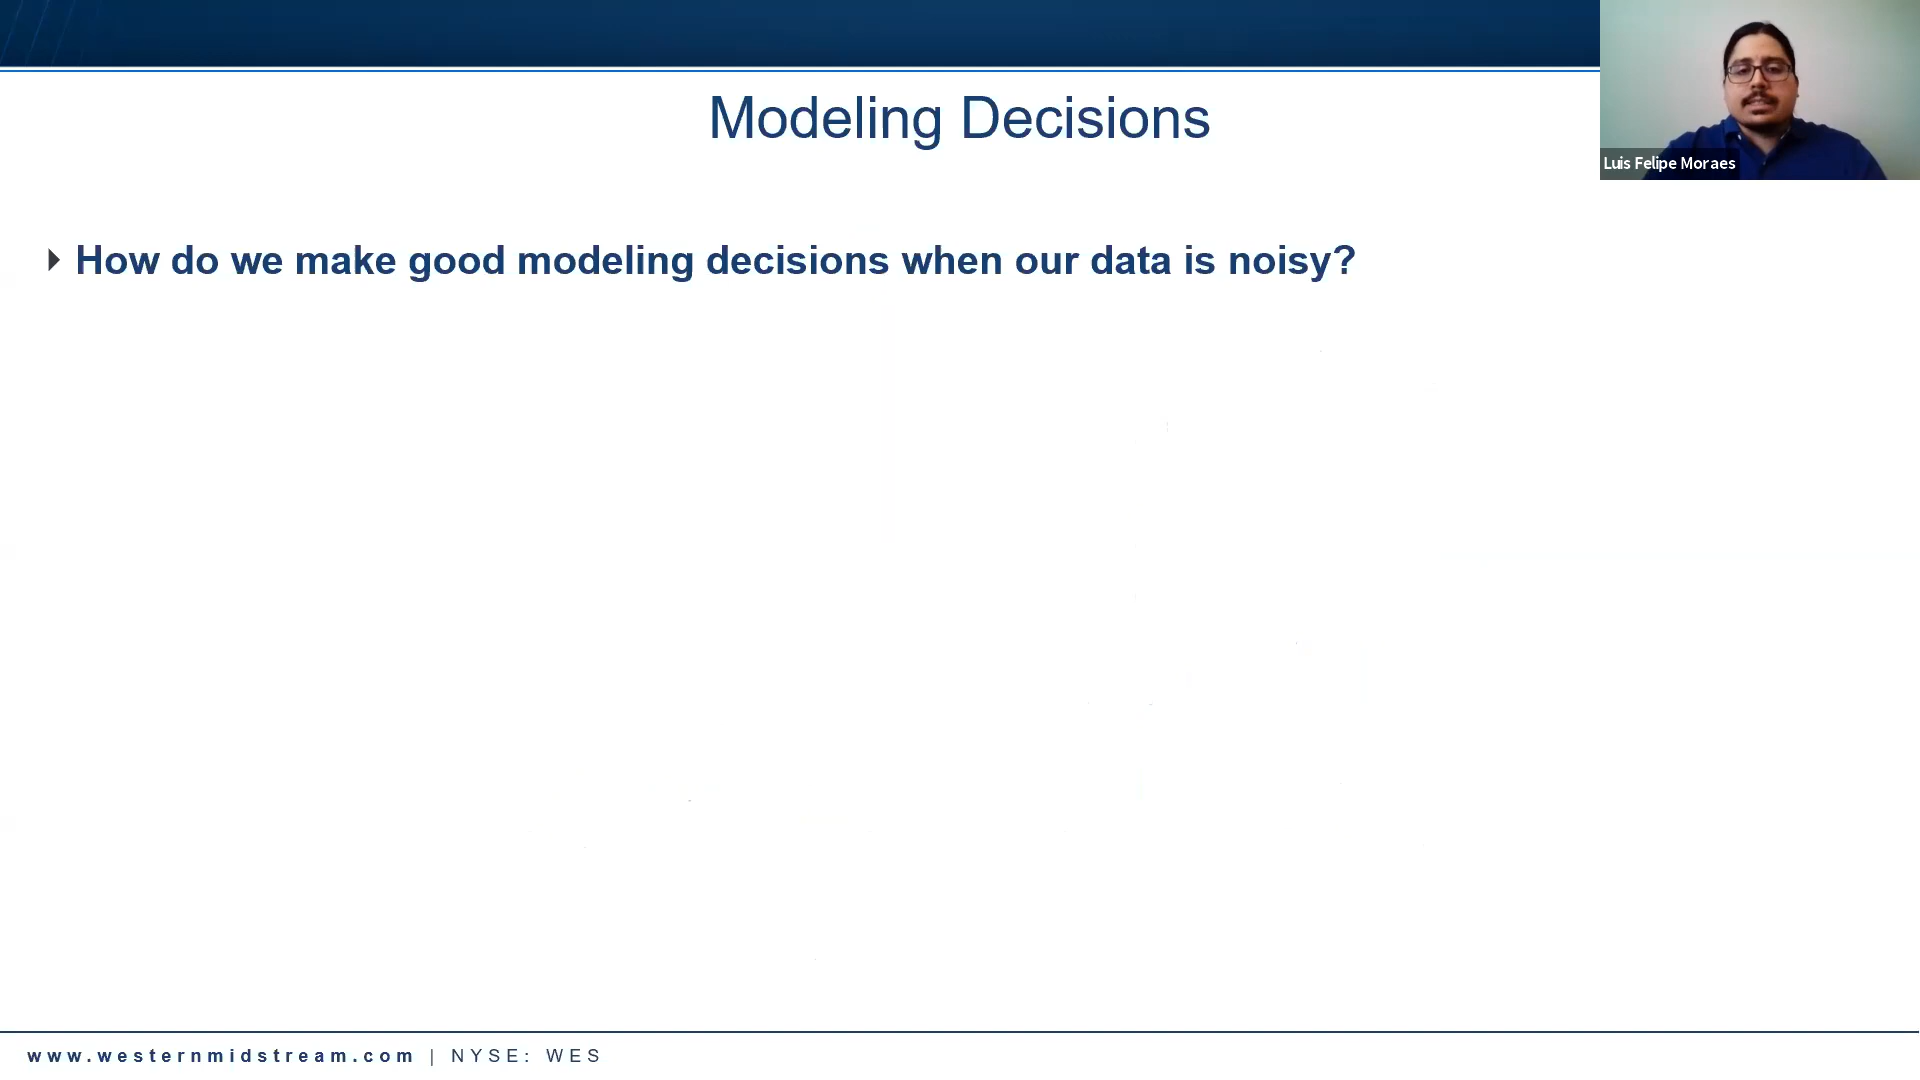 Modeling Decisions
Luis Felipe Moraes
How do we make good modeling decisions when our data is noisy?
www.westernmidstream.com | NYSE: WES